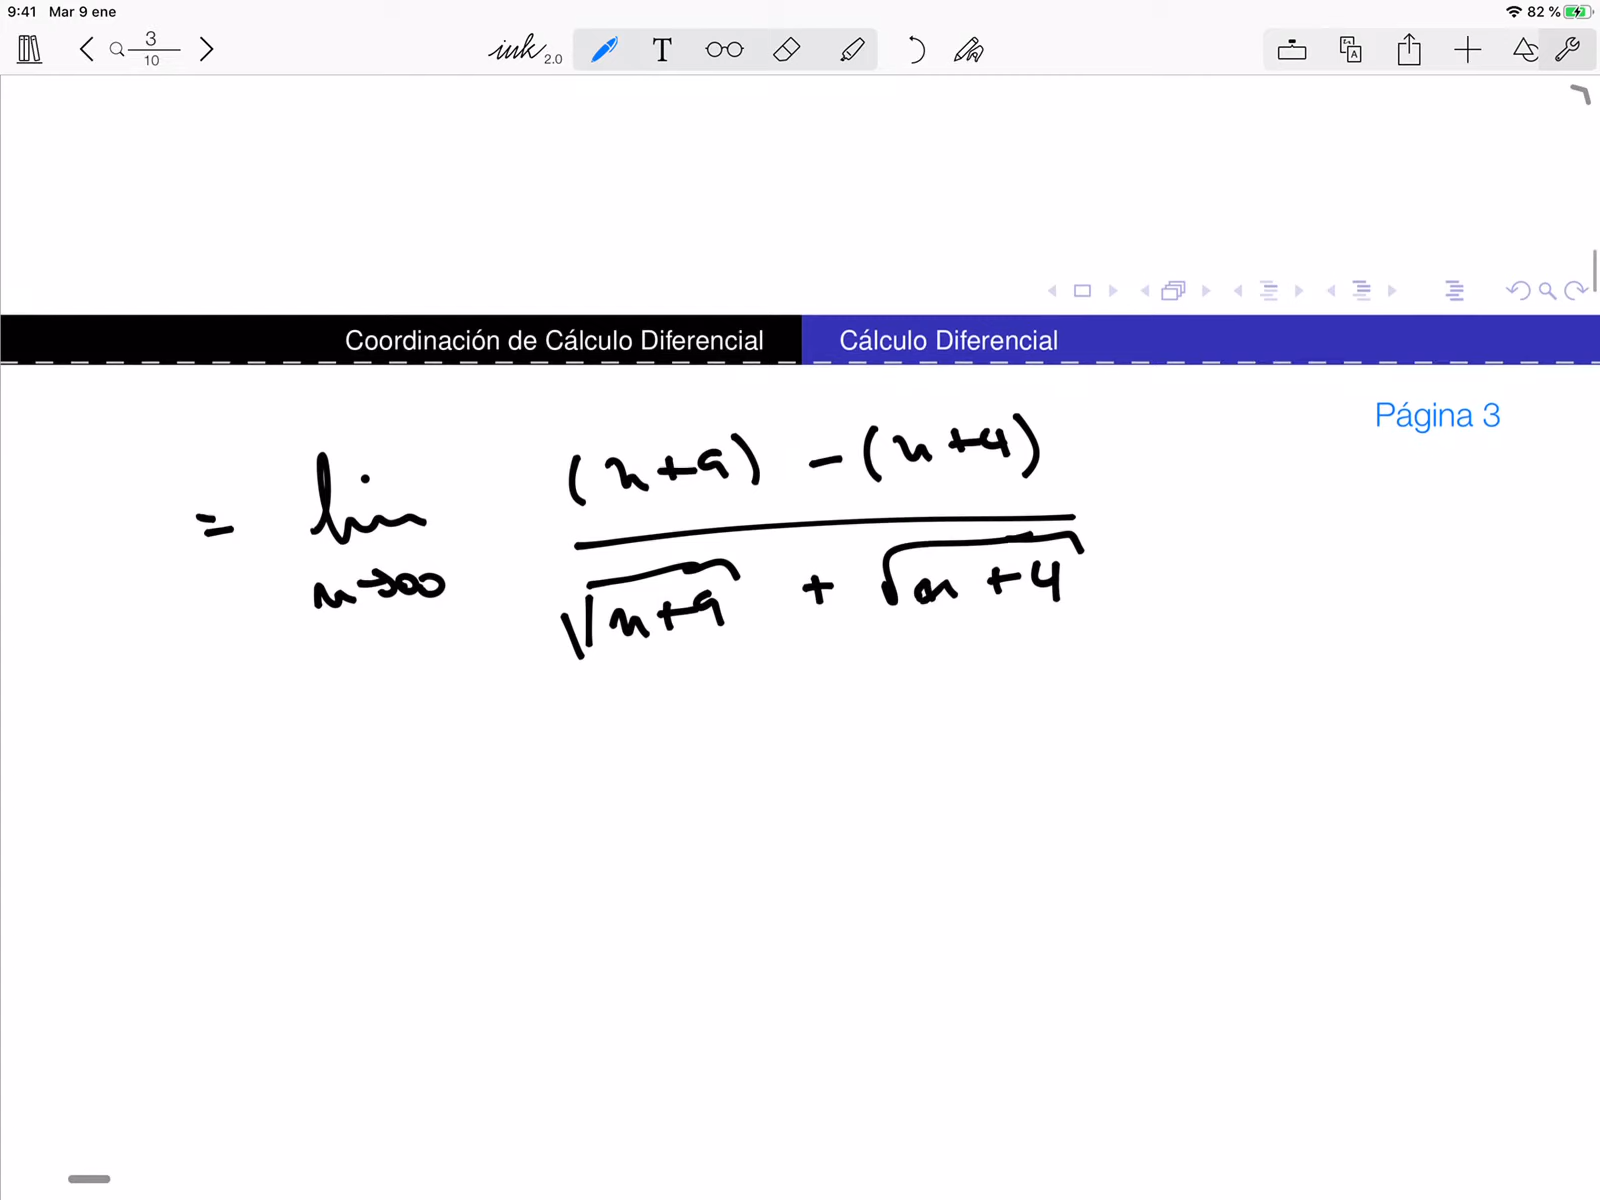 9:41 Mar 9 ene 82 %
3
10
ink 2.0
T
Coordinación de Cálculo Diferencial Cálculo Diferencial
Página 3
= lim (n+9) - (n+4)
n→∞ √n+9 + √n+4